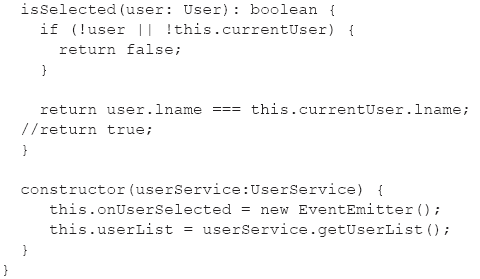 isSelected(user: User): boolean {
if (!user || !this.currentUser) {
return false;
}
return user.lname === this.currentUser.lname;
//return true;
}
constructor(userService:UserService) {
this.onUserSelected = new EventEmitter();
this.userList = userService.getUserList();
}
}